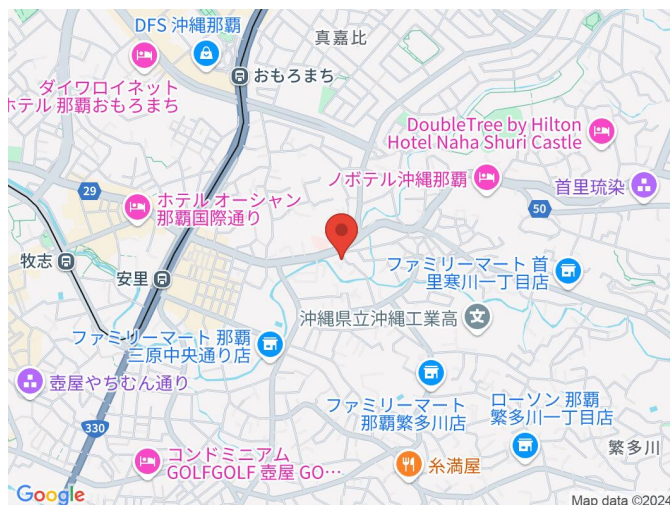 DFS 沖縄那覇
真嘉比
おもろまち
ダイワロイネット
ホテル 那覇おもろまち
DoubleTree by Hilton
Hotel Naha Shuri Castle
ノボテル沖縄那覇
首里琉染
29
ホテル オーシャン
那覇国際通り
50
牧志
安里
ファミリーマート 首
里寒川一丁目店
沖縄県立沖縄工業高
ファミリーマート 那覇
三原中央通り店
壺屋やちむん通り
ファミリーマート
那覇繁多川店
ローソン 那覇
繁多川一丁目店
330
繁多川
コンドミニアム
GOLFGOLF 壺屋 GO…
糸満屋
Google
Map data ©2024